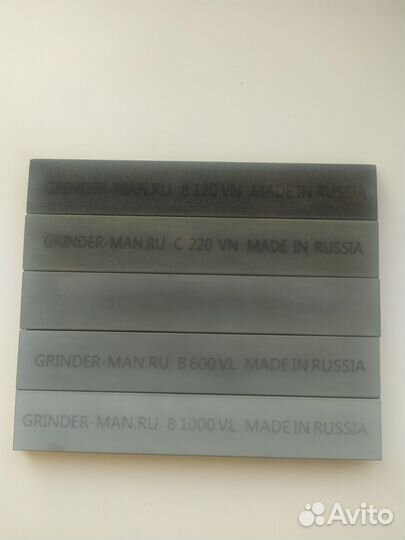 GRINDER-MAN.RU B 120 VN MADE IN RUSSIA
GRINDER-MAN.RU C 220 VN MADE IN RUSSIA
GRINDER-MAN.RU B 600 VL MADE IN RUSSIA
GRINDER-MAN.RU B 1000 VL MADE IN RUSSIA
Avito